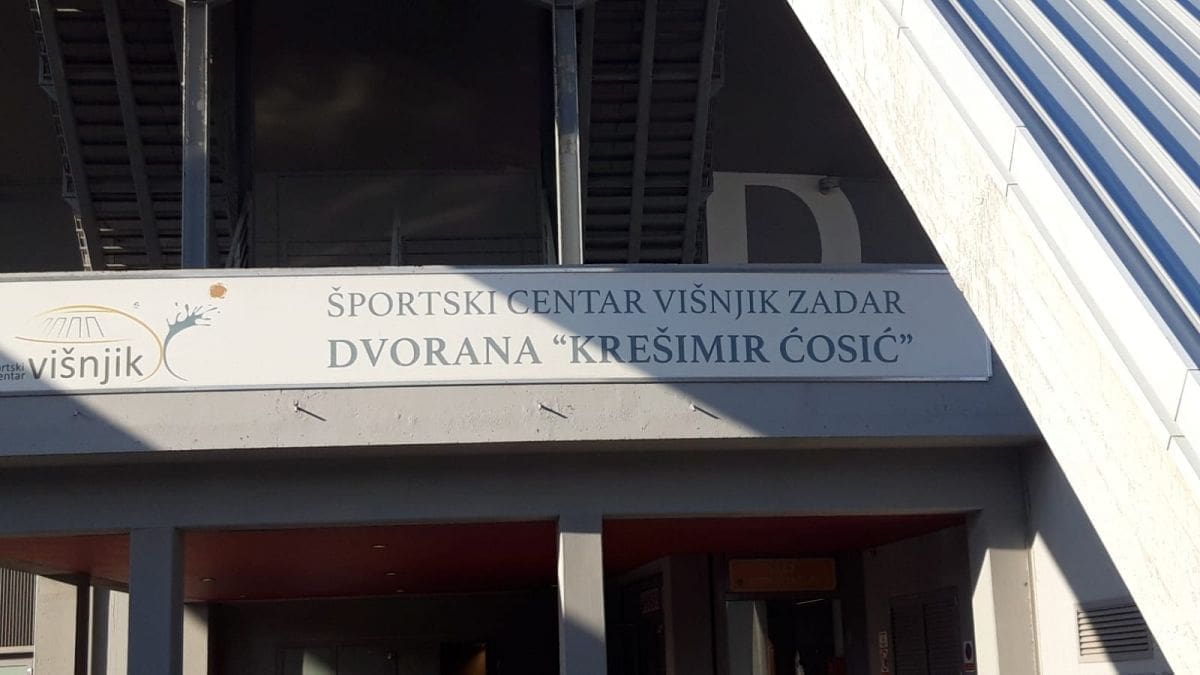 D
ŠPORTSKI CENTAR VIŠNJIK ZADAR
DVORANA “KREŠIMIR ĆOSIĆ”
višnjik